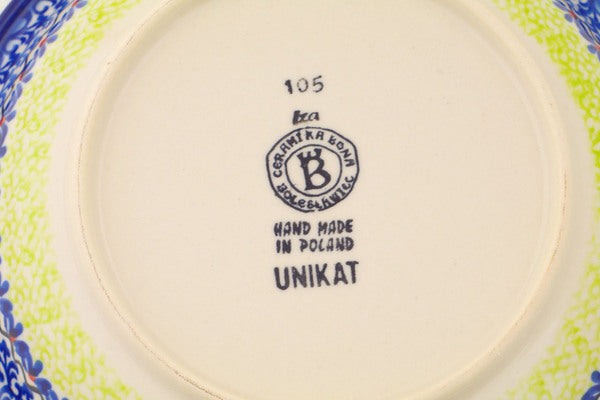 105
Iza
CERAMIKA BONA
B
BOLESŁAWIEC
HAND MADE
IN POLAND
UNIKAT